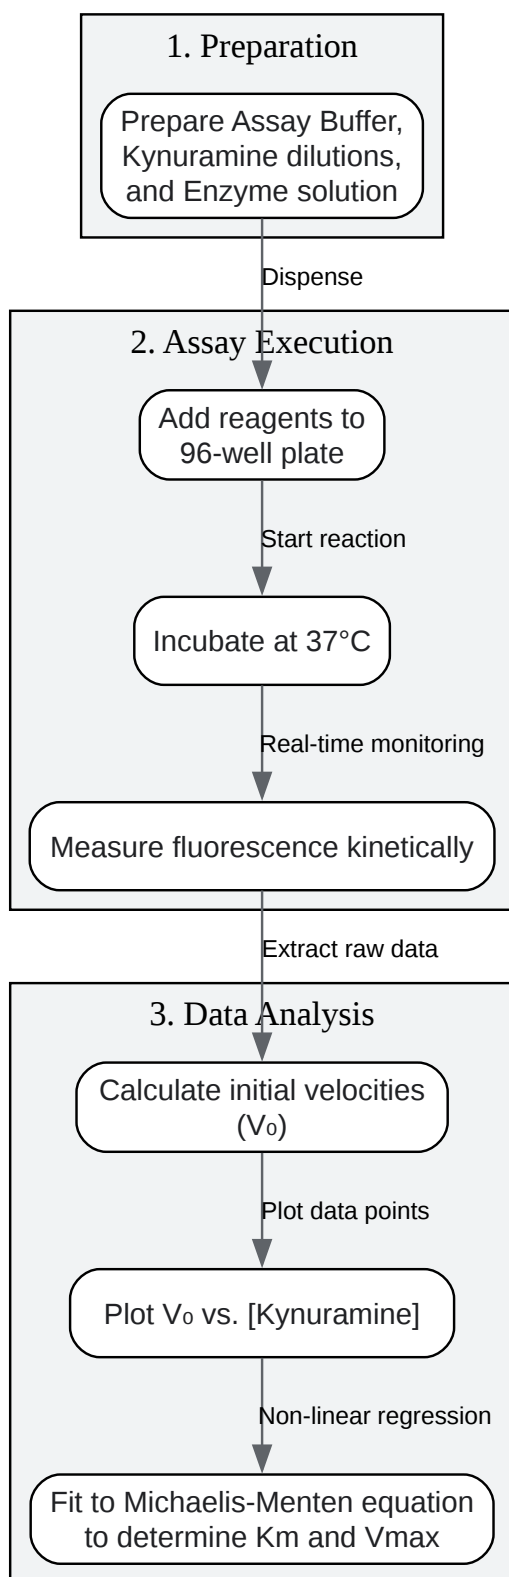 1. Preparation
Prepare Assay Buffer,
Kynuramine dilutions,
and Enzyme solution
Dispense
2. Assay Execution
Add reagents to
96-well plate
Start reaction
Incubate at 37°C
Real-time monitoring
Measure fluorescence kinetically
Extract raw data
3. Data Analysis
Calculate initial velocities
(V₀)
Plot data points
Plot V₀ vs. [Kynuramine]
Non-linear regression
Fit to Michaelis-Menten equation
to determine Km and Vmax